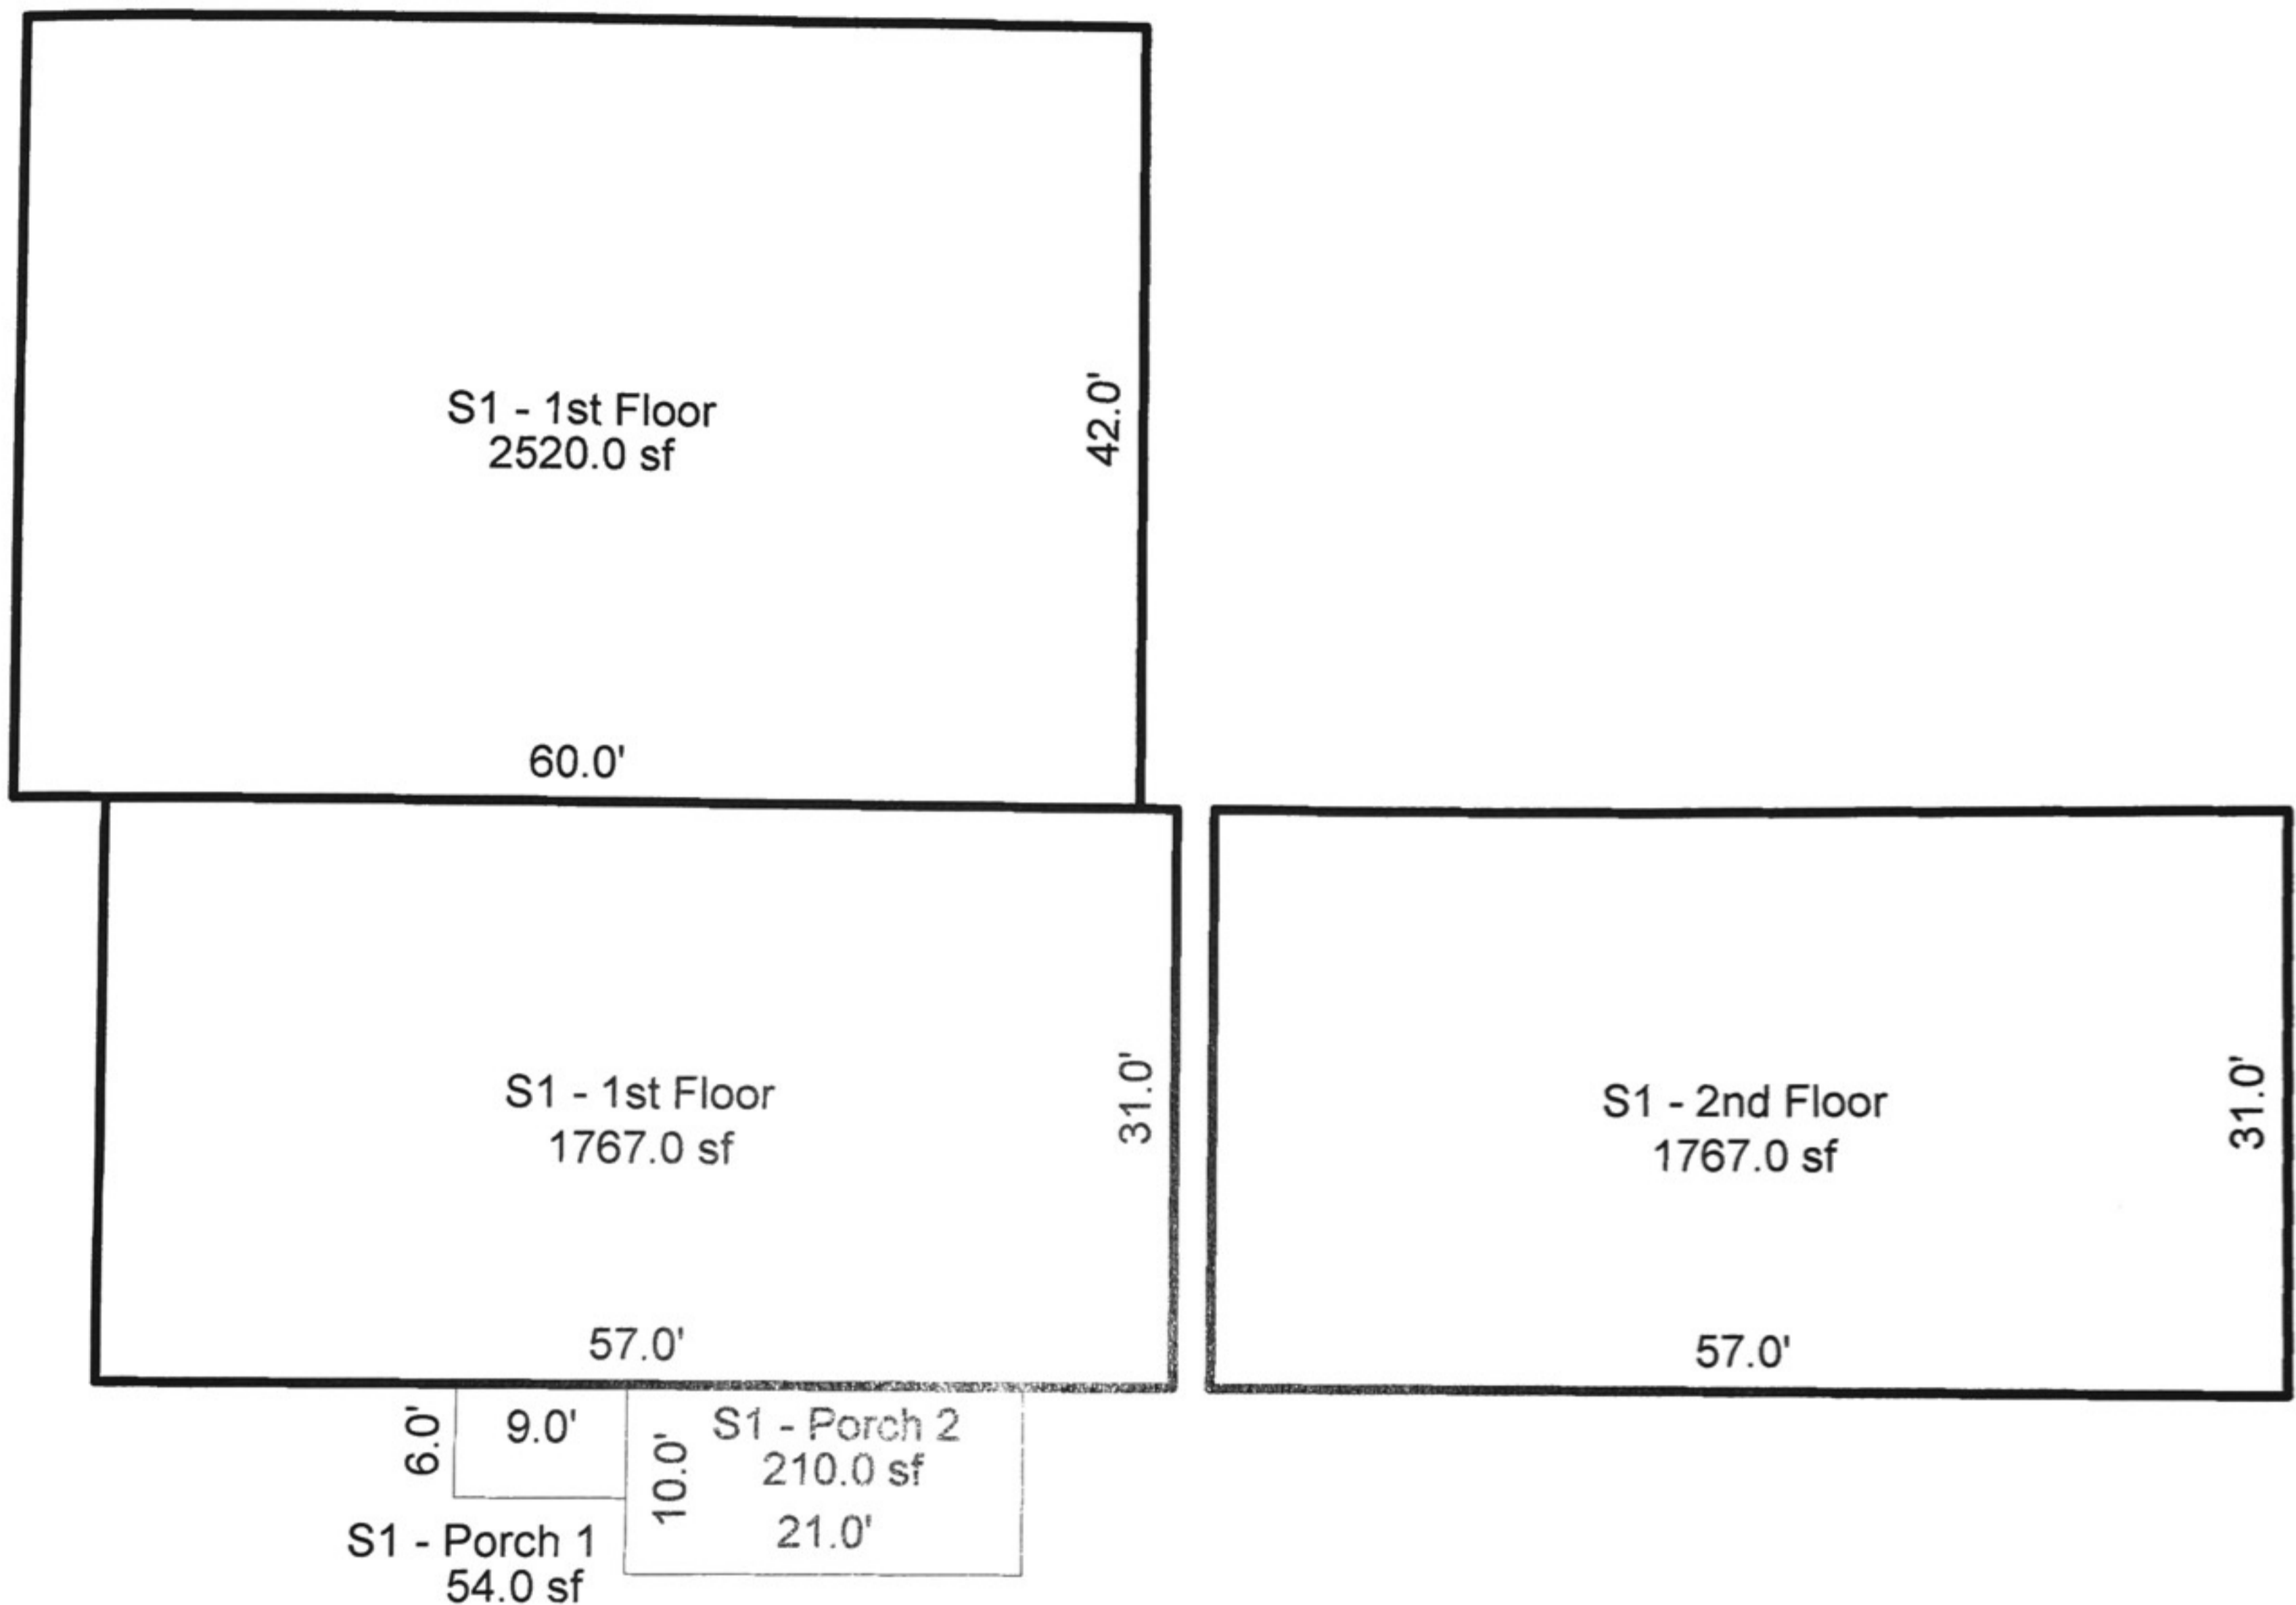 S1 - 1st Floor
2520.0 sf
42.0'
60.0'
S1 - 1st Floor
1767.0 sf
31.0'
57.0'
S1 - 2nd Floor
1767.0 sf
31.0'
57.0'
6.0'
9.0'
S1 - Porch 1
54.0 sf
10.0'
S1 - Porch 2
210.0 sf
21.0'